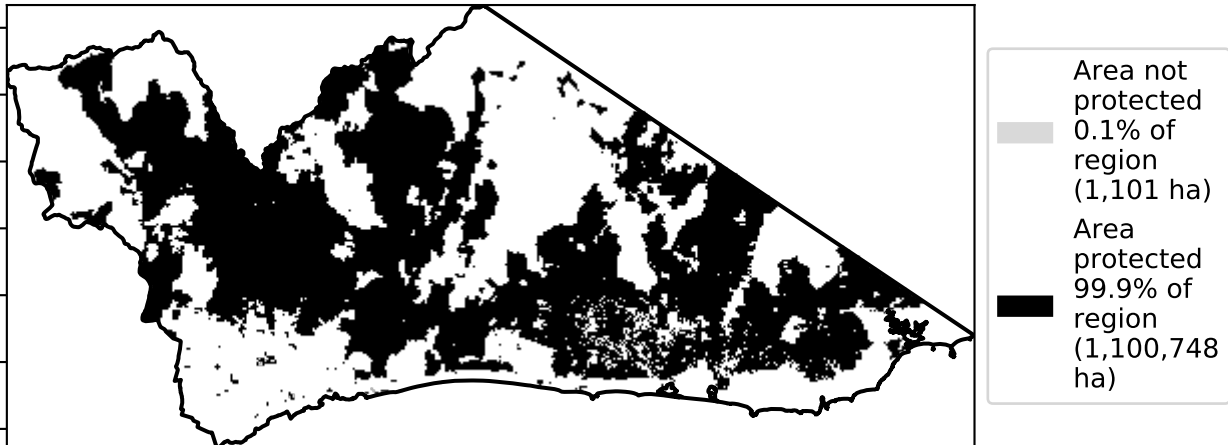 Area not
protected
0.1% of
region
(1,101 ha)
Area
protected
99.9% of
region
(1,100,748
ha)